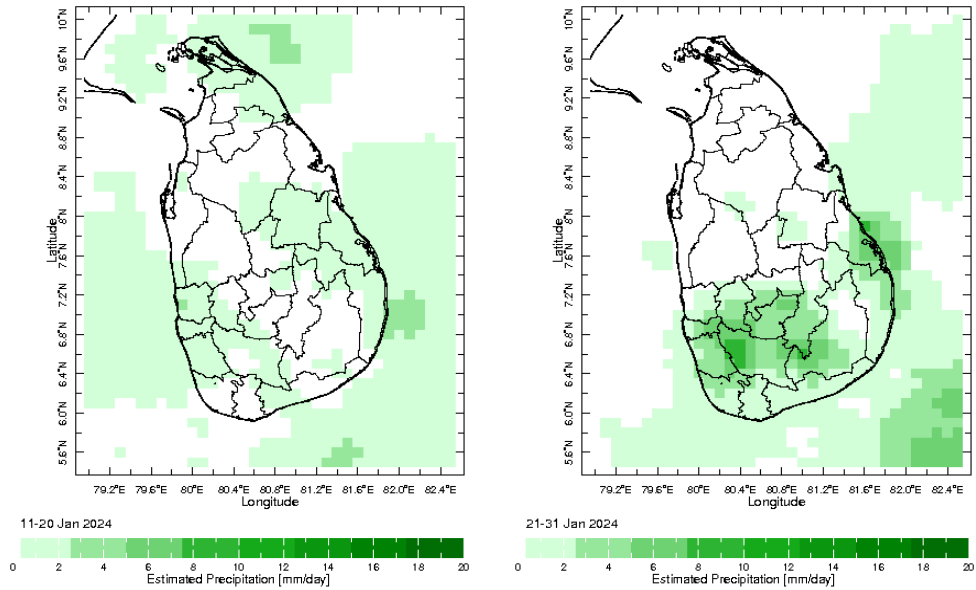 10°N
9.6°N
9.2°N
8.8°N
8.4°N
8°N
7.6°N
7.2°N
6.8°N
6.4°N
6.0°N
5.6°N
Latitude
79.2°E 79.6°E 80°E 80.4°E 80.8°E 81.2°E 81.6°E 82.0°E 82.4°E
Longitude
11-20 Jan 2024
0 2 4 6 8 10 12 14 16 18 20
Estimated Precipitation [mm/day]
10°N
9.6°N
9.2°N
8.8°N
8.4°N
8°N
7.6°N
7.2°N
6.8°N
6.4°N
6.0°N
5.6°N
Latitude
79.2°E 79.6°E 80°E 80.4°E 80.8°E 81.2°E 81.6°E 82.0°E 82.4°E
Longitude
21-31 Jan 2024
0 2 4 6 8 10 12 14 16 18 20
Estimated Precipitation [mm/day]